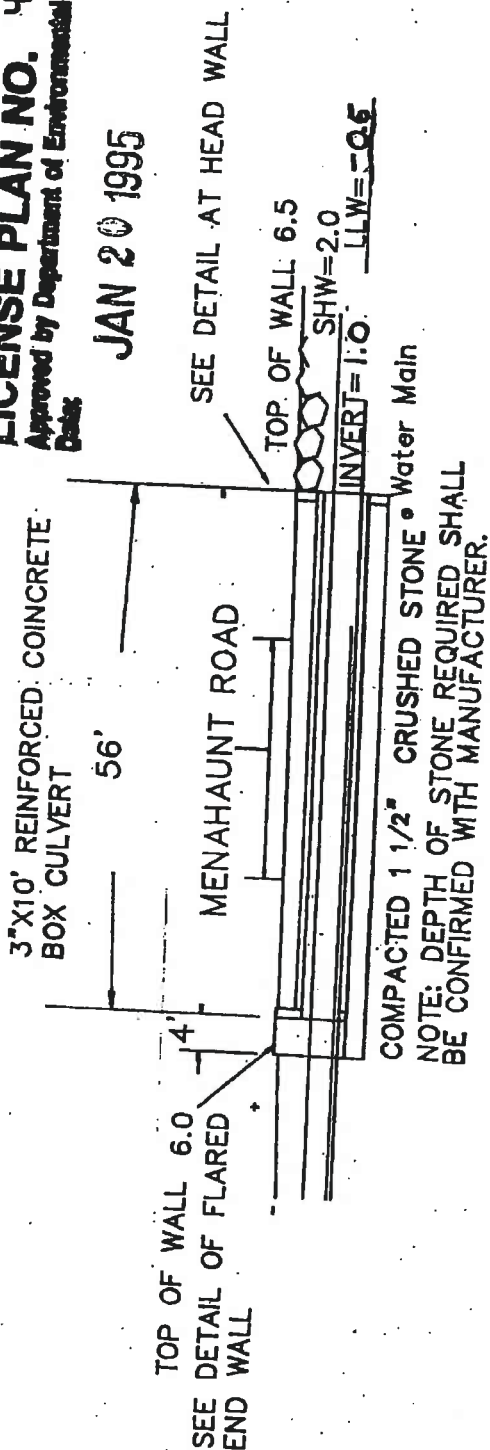 LICENSE PLAN NO.
Approved by Department of Environmental
Date:
JAN 20 1995
3"X10' REINFORCED COINCRETE
BOX CULVERT
56'
SEE DETAIL AT HEAD WALL
TOP OF WALL 6.0
SEE DETAIL OF FLARED
END WALL
4'
MENAHAUNT ROAD
TOP OF WALL 6.5
SHW=2.0
LLW=-0.5
INVERT=1.0
Water Main
COMPACTED 1 1/2" CRUSHED STONE
NOTE: DEPTH OF STONE REQUIRED SHALL
BE CONFIRMED WITH MANUFACTURER.